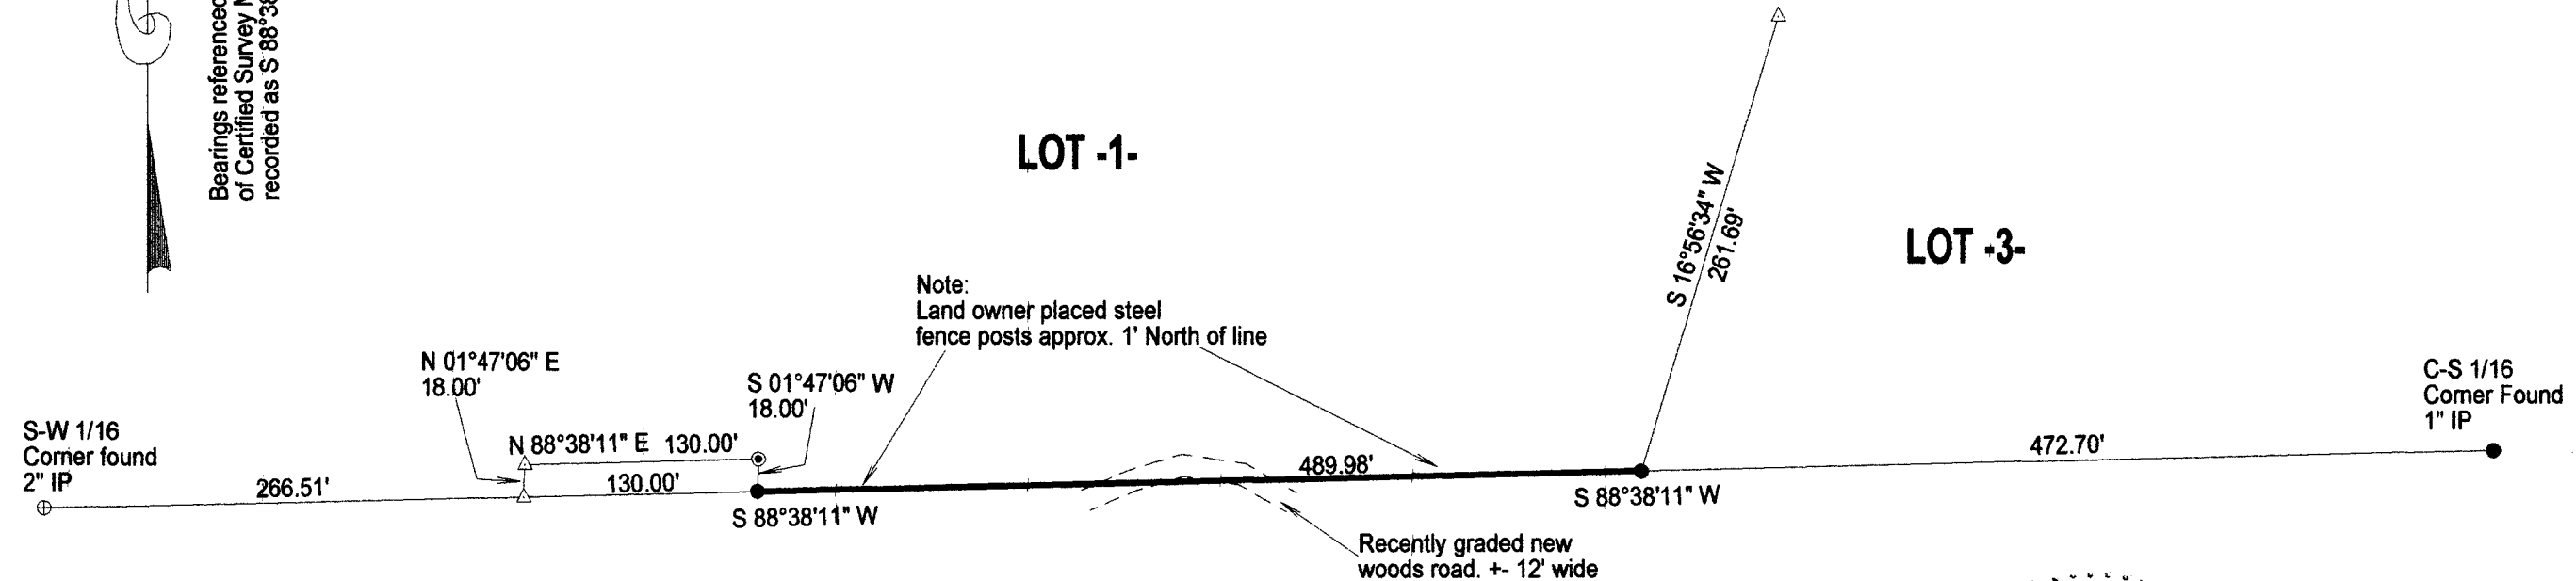 Bearings referenced
of Certified Survey
recorded as S 88°38
LOT -1-
S 16°56'34" W
261.69'
LOT -3-
Note:
Land owner placed steel
fence posts approx. 1' North of line
N 01°47'06" E
18.00'
S 01°47'06" W
18.00'
C-S 1/16
Corner Found
1" IP
S-W 1/16
Corner found
2" IP
N 88°38'11" E 130.00'
266.51'
130.00'
489.98'
472.70'
S 88°38'11" W
S 88°38'11" W
Recently graded new
woods road. +- 12' wide